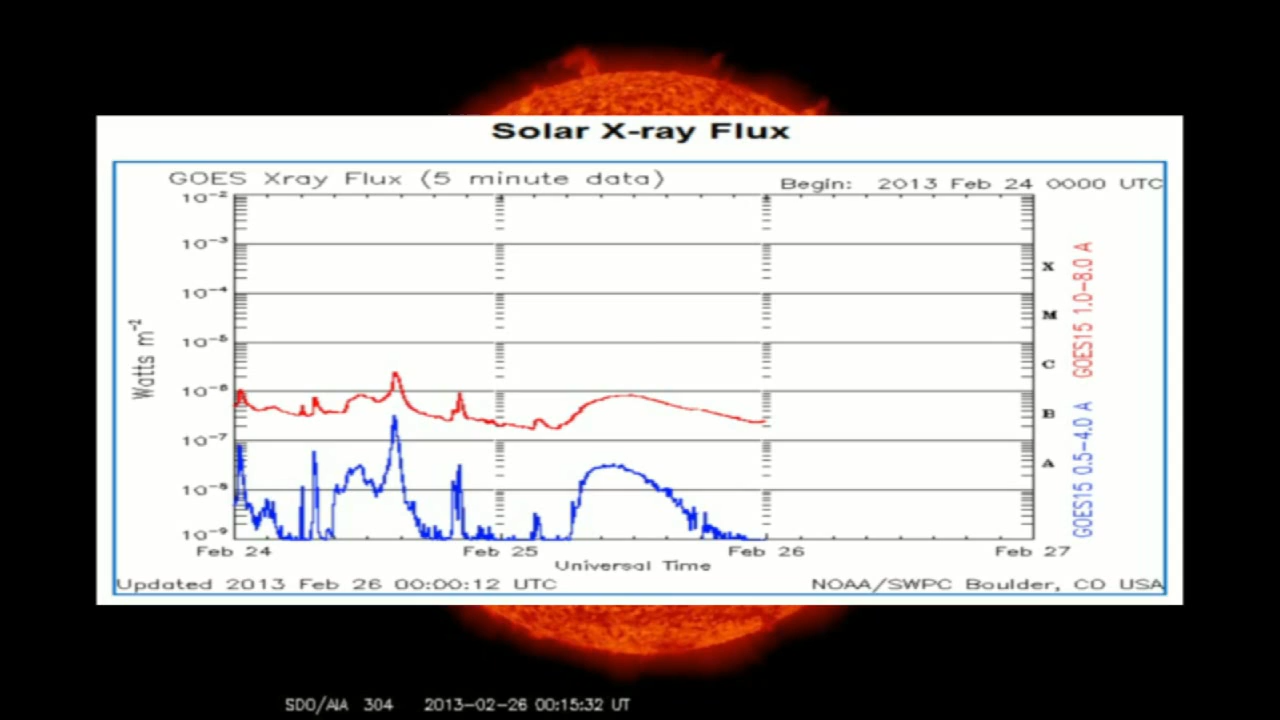 Solar X-ray Flux
GOES Xray Flux (5 minute data)
Begin: 2013 Feb 24 0000 UTC
10⁻²
10⁻³
10⁻⁴
10⁻⁵
10⁻⁶
10⁻⁷
10⁻⁸
10⁻⁹
Watts m⁻²
X
M
C
B
A
GOES15 1.0-8.0 A
GOES15 0.5-4.0 A
Feb 24
Feb 25
Feb 26
Feb 27
Universal Time
Updated 2013 Feb 26 00:00:12 UTC
NOAA/SWPC Boulder, CO USA
SDO/AIA 304 2013-02-26 00:15:32 UT